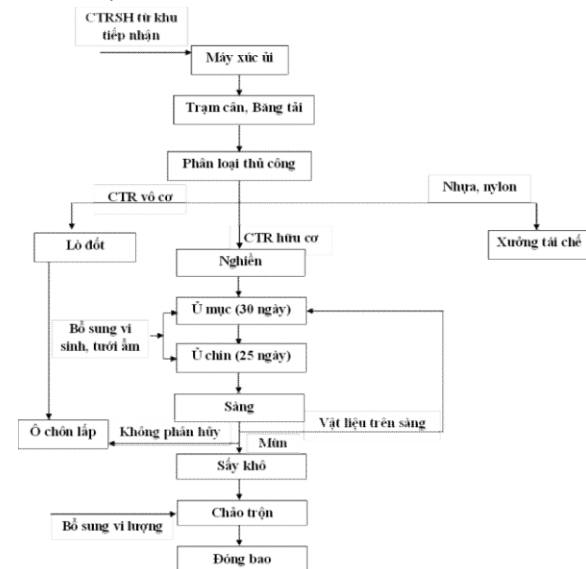 CTRSH từ khu
tiếp nhận
Máy xúc ủi
Trạm cân, Băng tải
Phân loại thủ công
CTR vô cơ
Nhựa, nylon
Lò đốt
CTR hữu cơ
Xưởng tái chế
Nghiền
Ủ mục (30 ngày)
Bổ sung vi
sinh, tưới ẩm
Ủ chín (25 ngày)
Sàng
Vật liệu trên sàng
Ô chôn lấp
Không phân hủy
Mùn
Sấy khô
Chảo trộn
Bổ sung vi lượng
Đóng bao